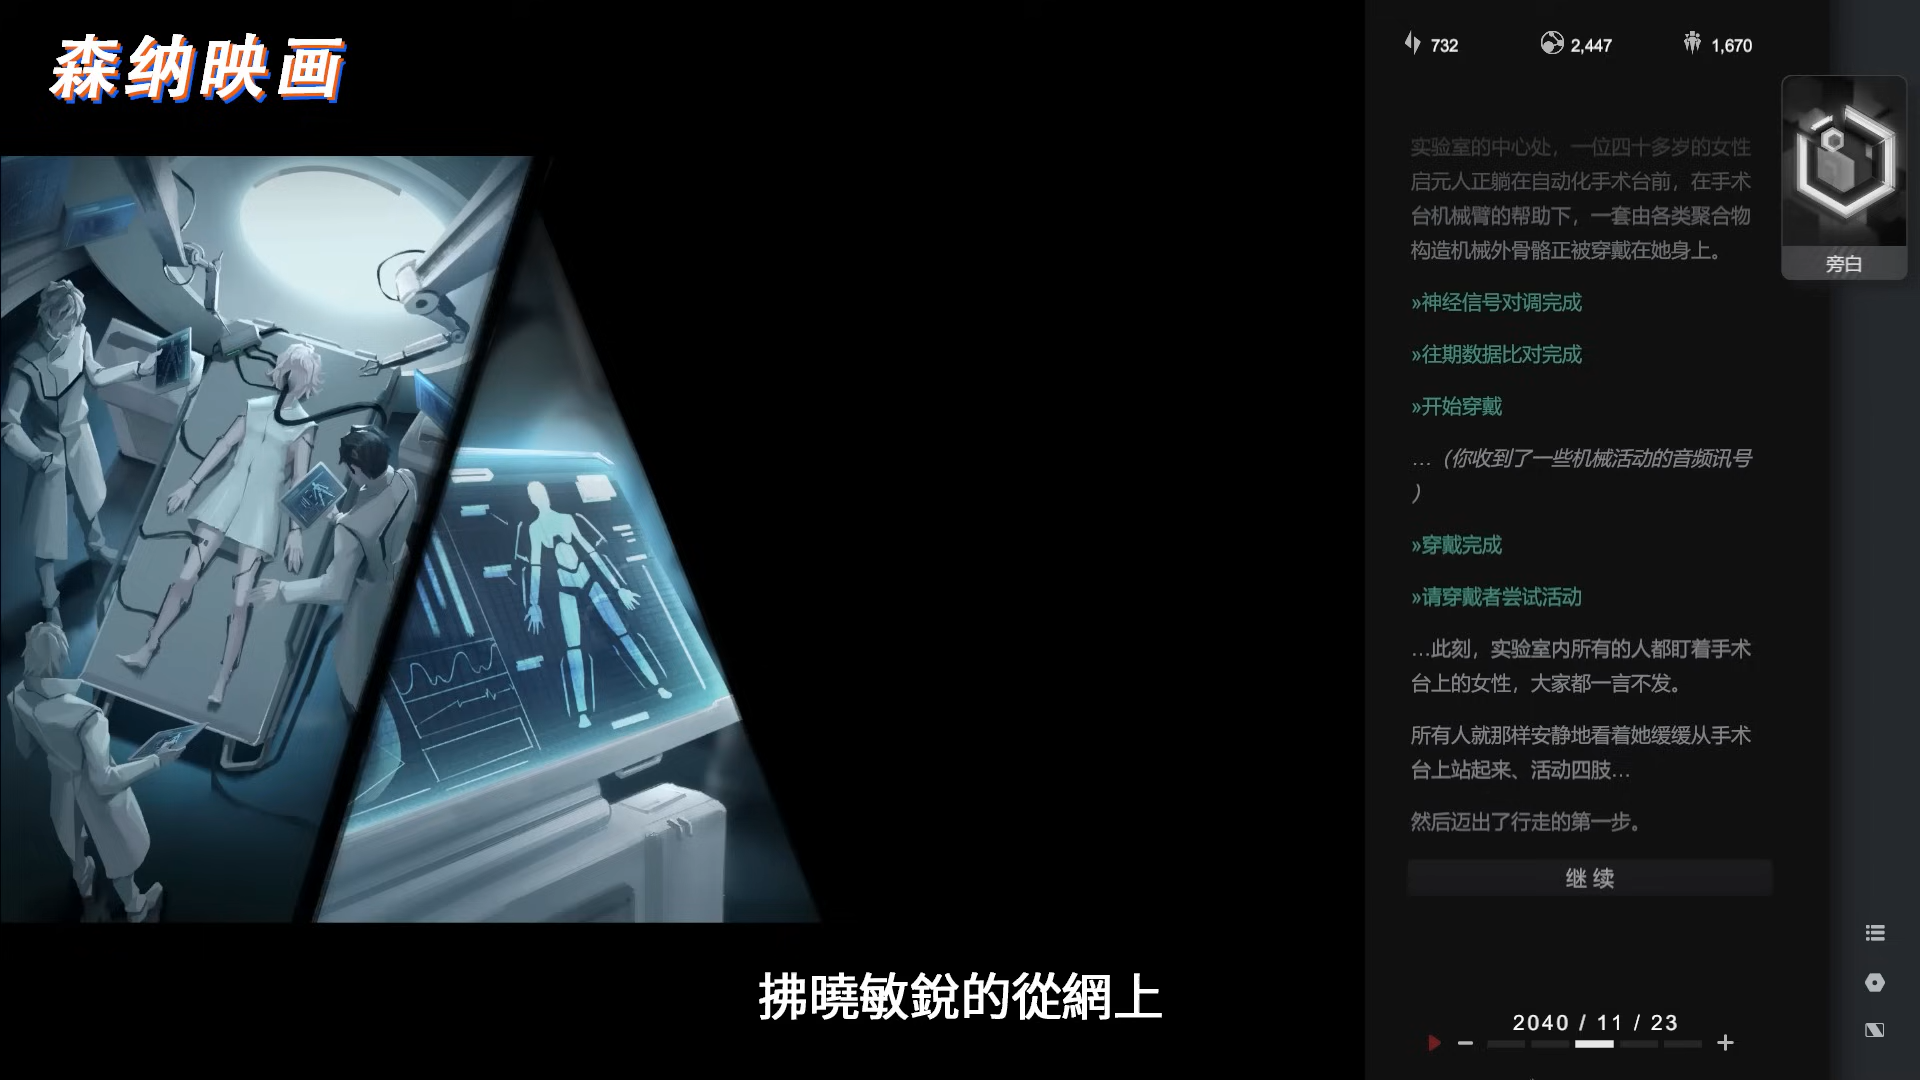 森纳映画
732
2,447
1,670
实验室的中心处，一位四十多岁的女性
启元人正躺在自动化手术台前，在手术
台机械臂的帮助下，一套由各类聚合物
构造机械外骨骼正被穿戴在她身上。
旁白
»神经信号对调完成
»往期数据比对完成
»开始穿戴
…（你收到了一些机械活动的音频讯号
）
»穿戴完成
»请穿戴者尝试活动
…此刻，实验室内所有的人都盯着手术
台上的女性，大家都一言不发。
所有人就那样安静地看着她缓缓从手术
台上站起来、活动四肢…
然后迈出了行走的第一步。
继续
拂曉敏銳的從網上
2040 / 11 / 23